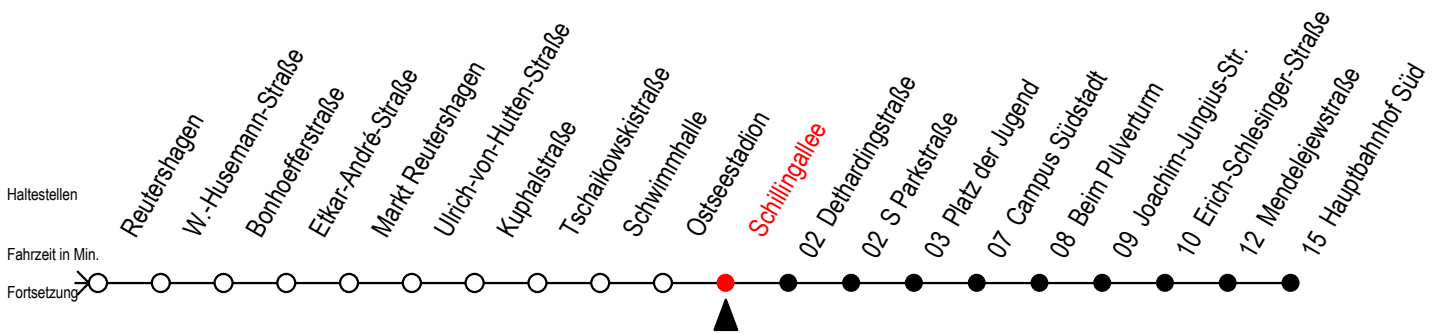 Haltestellen
Fahrzeit in Min.
Fortsetzung
Reutershagen
W.-Husemann-Straße
Bonhoefferstraße
Etkar-André-Straße
Markt Reutershagen
Ulrich-von-Hutten-Straße
Kuphalstraße
Tschaikowskistraße
Schwimmhalle
Ostseestadion
Schillingallee
02 Dethardingstraße
02 S Parkstraße
03 Platz der Jugend
07 Campus Südstadt
08 Beim Pulverturm
09 Joachim-Jungius-Str.
10 Erich-Schlesinger-Straße
12 Mendelejewstraße
15 Hauptbahnhof Süd